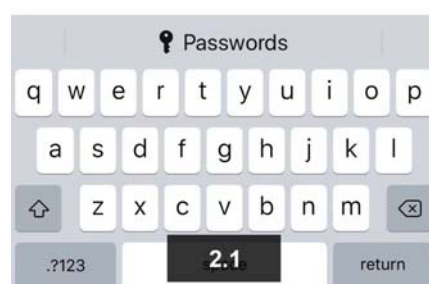 Passwords
q w e r t y u i o p
a s d f g h j k l
z x c v b n m
.?123 2.1 return